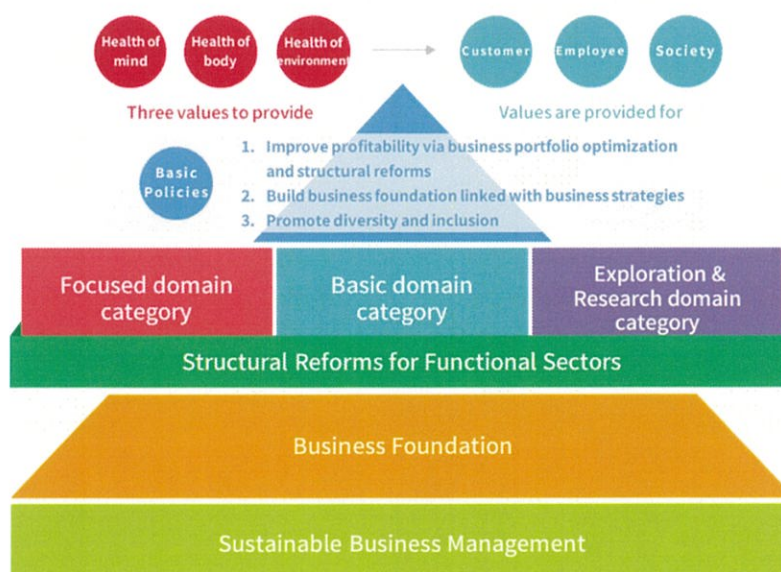 Health of
mind
Health of
body
Health of
environment
Customer
Employee
Society
Three values to provide
Values are provided for
Basic
Policies
1. Improve profitability via business portfolio optimization
and structural reforms
2. Build business foundation linked with business strategies
3. Promote diversity and inclusion
Focused domain
category
Basic domain
category
Exploration &
Research domain
category
Structural Reforms for Functional Sectors
Business Foundation
Sustainable Business Management